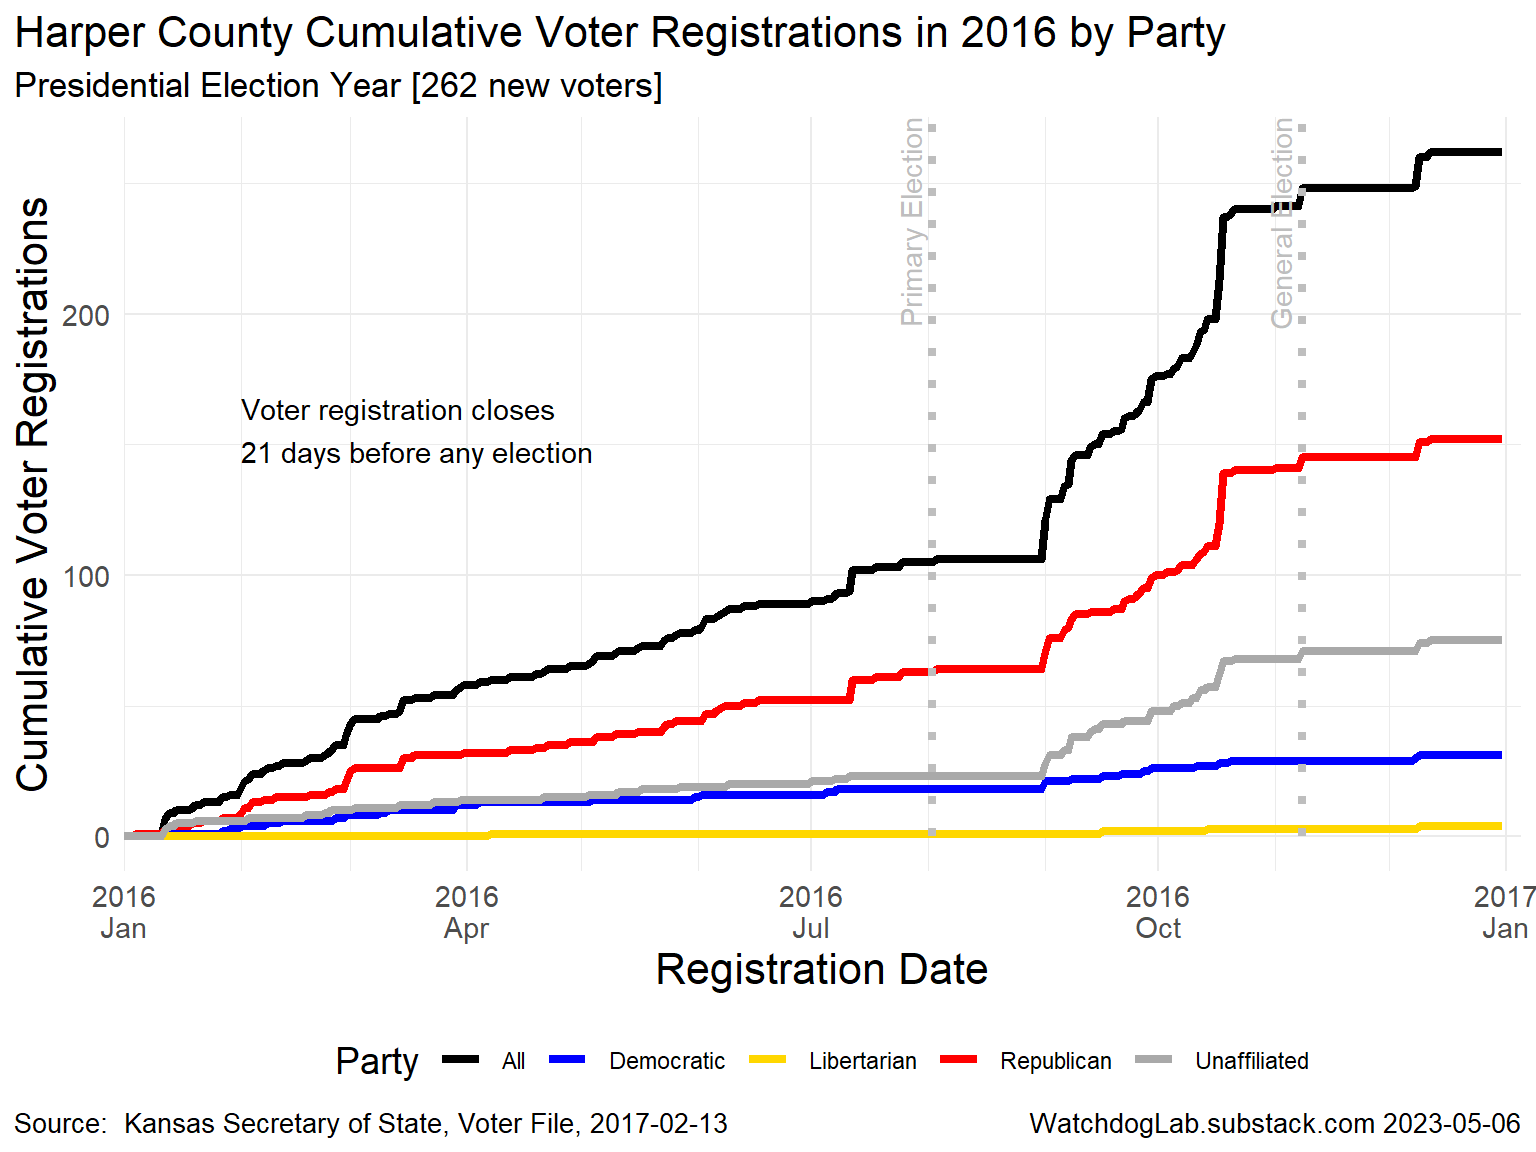 Harper County Cumulative Voter Registrations in 2016 by Party
Presidential Election Year [262 new voters]
Cumulative Voter Registrations
200
100
0
Primary Election
General Election
Voter registration closes
21 days before any election
2016
Jan
2016
Apr
2016
Jul
2016
Oct
2017
Jan
Registration Date
Party
All
Democratic
Libertarian
Republican
Unaffiliated
Source:  Kansas Secretary of State, Voter File, 2017-02-13
WatchdogLab.substack.com 2023-05-06